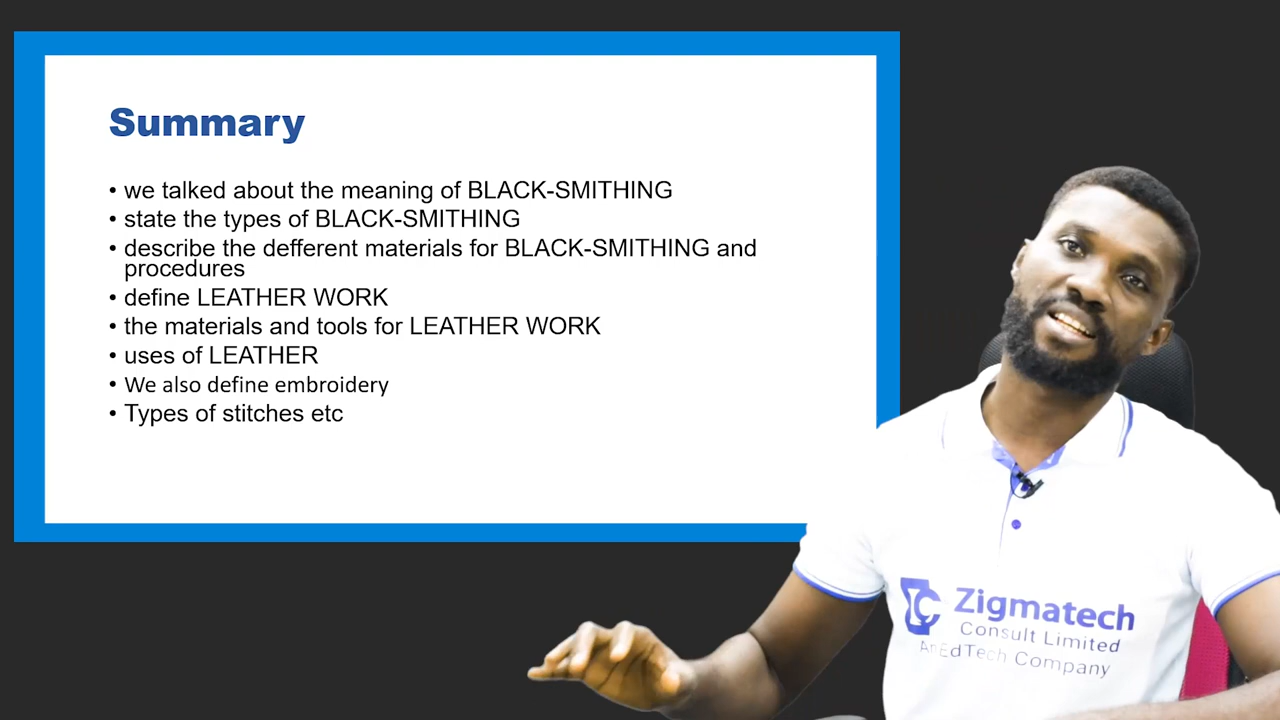 Summary
• we talked about the meaning of BLACK-SMITHING
• state the types of BLACK-SMITHING
• describe the defferent materials for BLACK-SMITHING and
procedures
• define LEATHER WORK
• the materials and tools for LEATHER WORK
• uses of LEATHER
• We also define embroidery
• Types of stitches etc
Zigmatech
Consult Limited
An EdTech Company